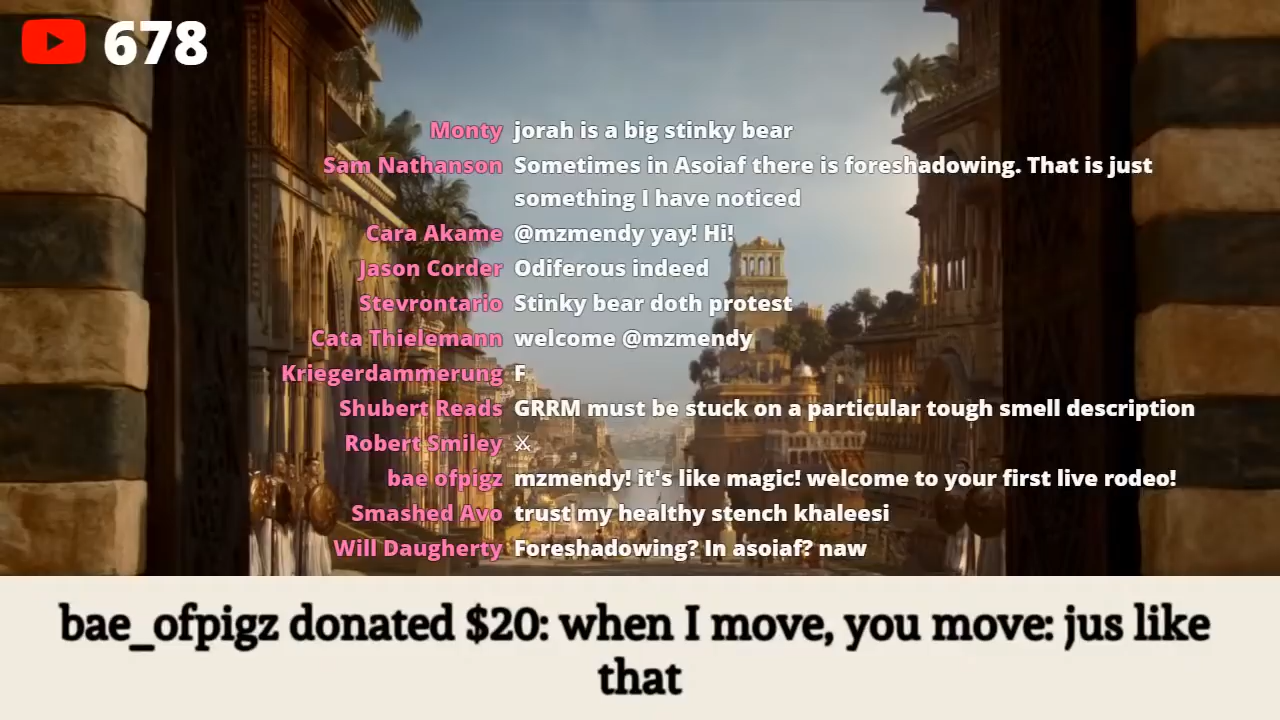 678
Monty jorah is a big stinky bear
Sam Nathanson Sometimes in Asoiaf there is foreshadowing. That is just
something I have noticed
Cara Akame @mzmendy yay! Hi!
Jason Corder Odiferous indeed
Stevrontario Stinky bear doth protest
Cata Thielemann welcome @mzmendy
Kriegerdammerung F
Shubert Reads GRRM must be stuck on a particular tough smell description
Robert Smiley ⚔
bae ofpigz mzmendy! it's like magic! welcome to your first live rodeo!
Smashed Avo trust my healthy stench khaleesi
Will Daugherty Foreshadowing? In asoiaf? naw
bae_ofpigz donated $20: when I move, you move: jus like
that